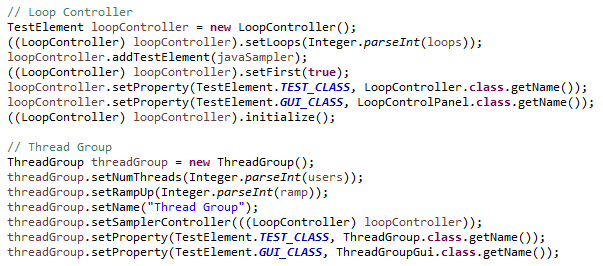 // Loop Controller
TestElement loopController = new LoopController();
((LoopController) loopController).setLoops(Integer.parseInt(loops));
loopController.addTestElement(javaSampler);
((LoopController) loopController).setFirst(true);
loopController.setProperty(TestElement.TEST_CLASS, LoopController.class.getName());
loopController.setProperty(TestElement.GUI_CLASS, LoopControlPanel.class.getName());
((LoopController) loopController).initialize();
// Thread Group
ThreadGroup threadGroup = new ThreadGroup();
threadGroup.setNumThreads(Integer.parseInt(users));
threadGroup.setRampUp(Integer.parseInt(ramp));
threadGroup.setName("Thread Group");
threadGroup.setSamplerController(((LoopController) loopController));
threadGroup.setProperty(TestElement.TEST_CLASS, ThreadGroup.class.getName());
threadGroup.setProperty(TestElement.GUI_CLASS, ThreadGroupGui.class.getName());